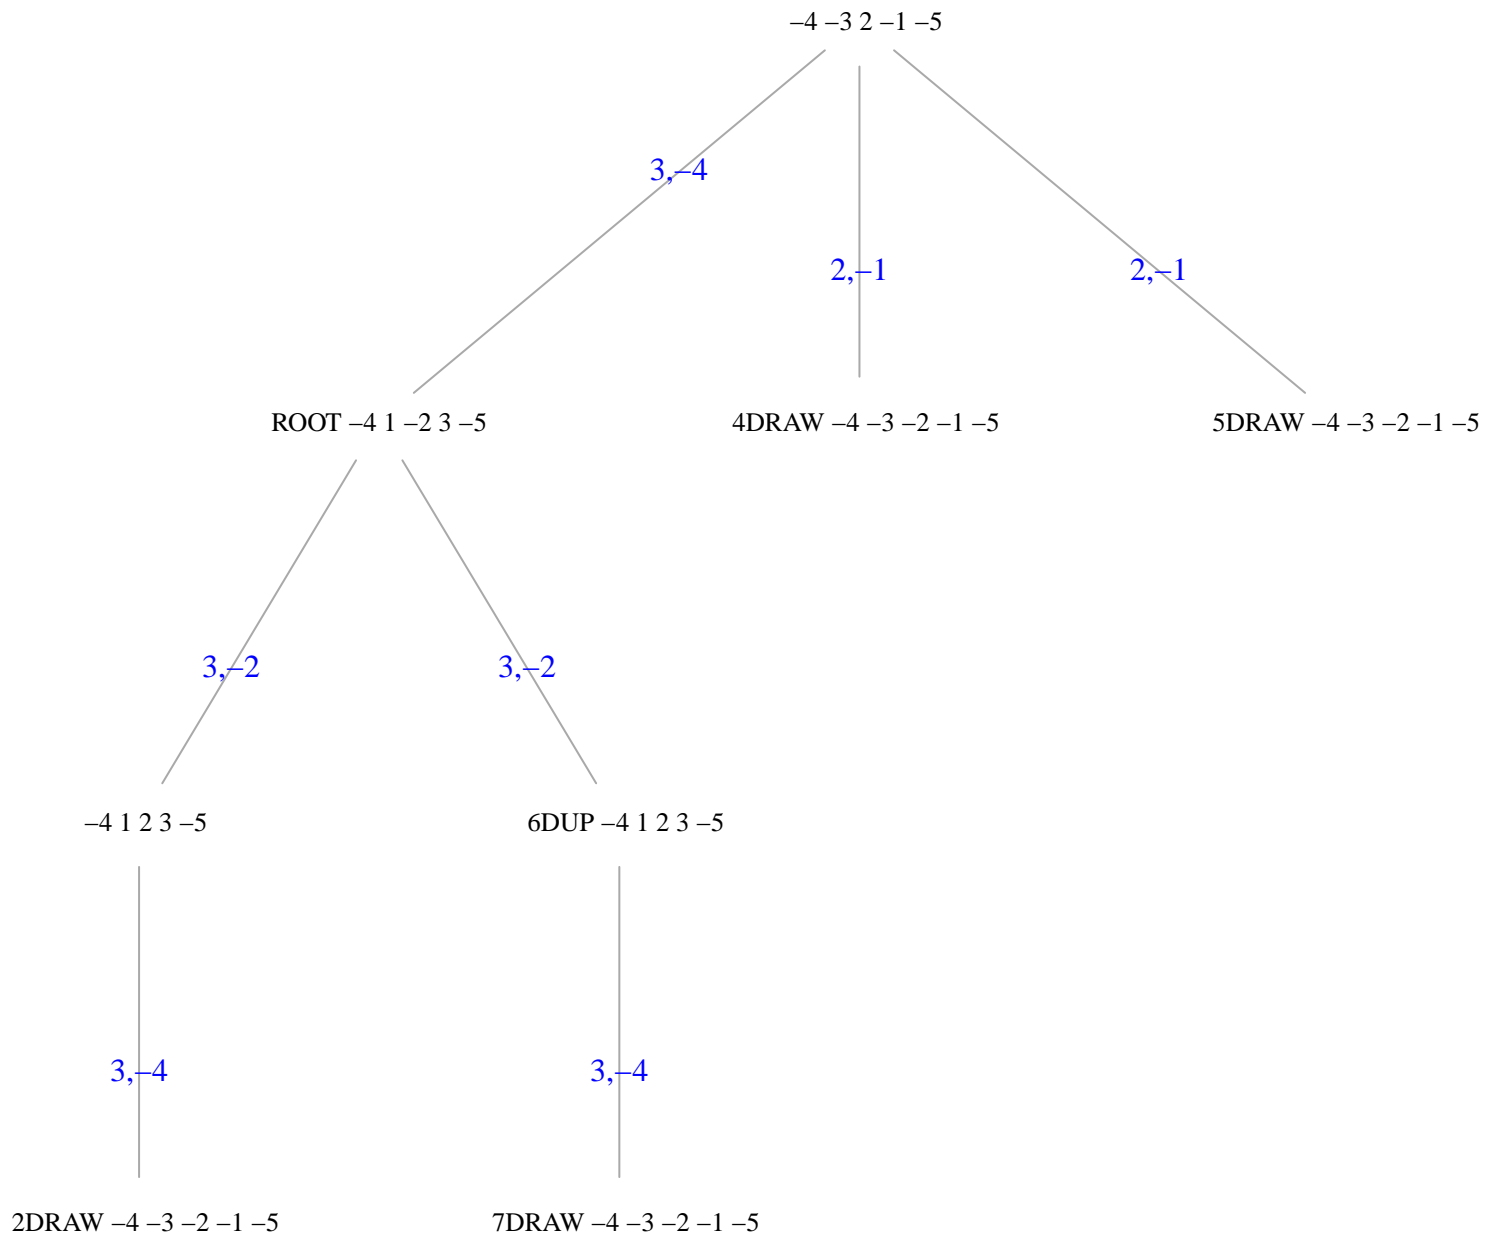 –4 –3 2 –1 –5
3,–4
2,–1
2,–1
ROOT –4 1 –2 3 –5
4DRAW –4 –3 –2 –1 –5
5DRAW –4 –3 –2 –1 –5
3,–2
3,–2
–4 1 2 3 –5
6DUP –4 1 2 3 –5
3,–4
3,–4
2DRAW –4 –3 –2 –1 –5
7DRAW –4 –3 –2 –1 –5